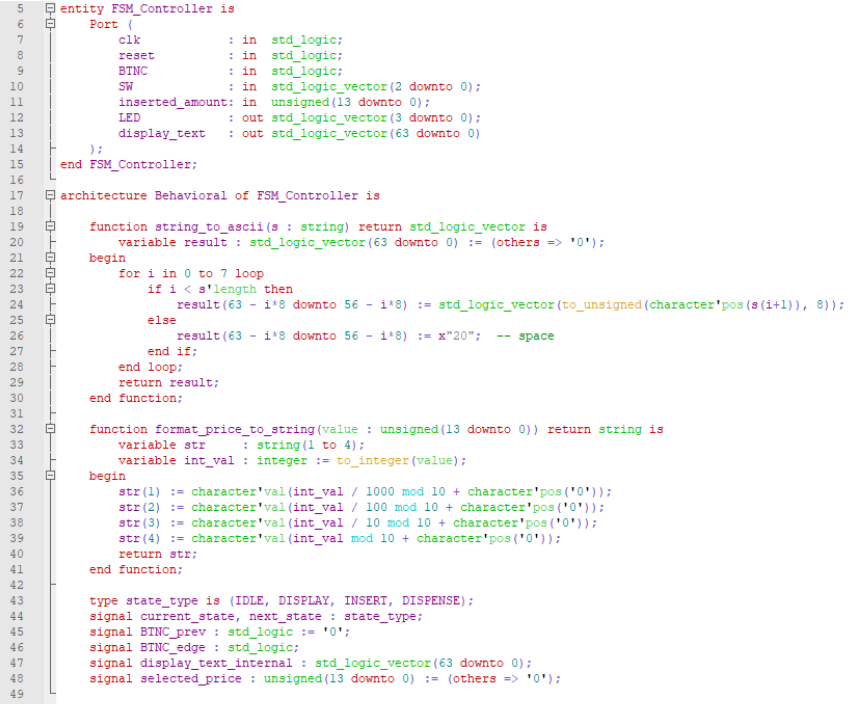 5 entity FSM_Controller is
6     Port (
7         clk            : in  std_logic;
8         reset          : in  std_logic;
9         BTNC           : in  std_logic;
10         SW             : in  std_logic_vector(2 downto 0);
11         inserted_amount: in  unsigned(13 downto 0);
12         LED            : out std_logic_vector(3 downto 0);
13         display_text   : out std_logic_vector(63 downto 0)
14     );
15 end FSM_Controller;
16
17 architecture Behavioral of FSM_Controller is
18
19     function string_to_ascii(s : string) return std_logic_vector is
20         variable result : std_logic_vector(63 downto 0) := (others => '0');
21     begin
22         for i in 0 to 7 loop
23             if i < s'length then
24                 result(63 - i*8 downto 56 - i*8) := std_logic_vector(to_unsigned(character'pos(s(i+1)), 8));
25             else
26                 result(63 - i*8 downto 56 - i*8) := x"20";  -- space
27             end if;
28         end loop;
29         return result;
30     end function;
31
32     function format_price_to_string(value : unsigned(13 downto 0)) return string is
33         variable str     : string(1 to 4);
34         variable int_val : integer := to_integer(value);
35     begin
36         str(1) := character'val(int_val / 1000 mod 10 + character'pos('0'));
37         str(2) := character'val(int_val / 100 mod 10 + character'pos('0'));
38         str(3) := character'val(int_val / 10 mod 10 + character'pos('0'));
39         str(4) := character'val(int_val mod 10 + character'pos('0'));
40         return str;
41     end function;
42
43     type state_type is (IDLE, DISPLAY, INSERT, DISPENSE);
44     signal current_state, next_state : state_type;
45     signal BTNC_prev : std_logic := '0';
46     signal BTNC_edge : std_logic;
47     signal display_text_internal : std_logic_vector(63 downto 0);
48     signal selected_price : unsigned(13 downto 0) := (others => '0');
49